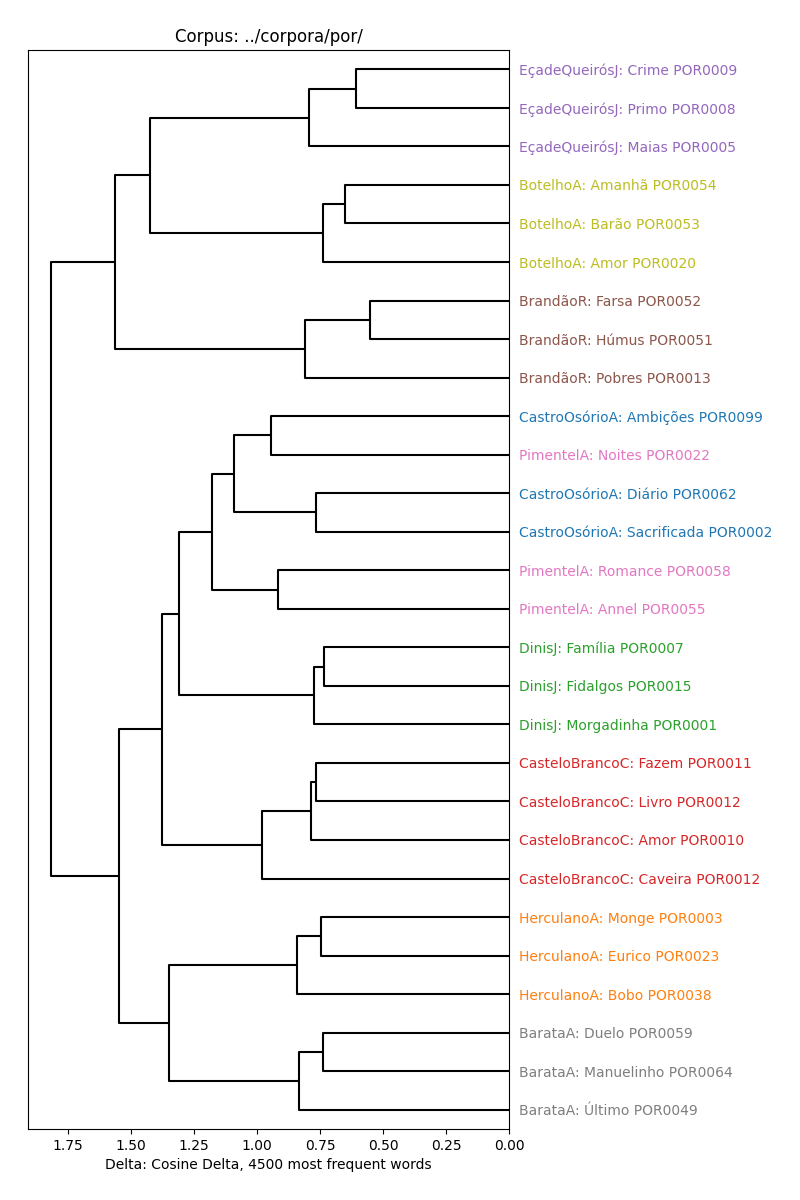 Corpus: ../corpora/por/
EçadeQueirósJ: Crime POR0009
EçadeQueirósJ: Primo POR0008
EçadeQueirósJ: Maias POR0005
BotelhoA: Amanhã POR0054
BotelhoA: Barão POR0053
BotelhoA: Amor POR0020
BrandãoR: Farsa POR0052
BrandãoR: Húmus POR0051
BrandãoR: Pobres POR0013
CastroOsórioA: Ambições POR0099
PimentelA: Noites POR0022
CastroOsórioA: Diário POR0062
CastroOsórioA: Sacrificada POR0002
PimentelA: Romance POR0058
PimentelA: Annel POR0055
DinisJ: Família POR0007
DinisJ: Fidalgos POR0015
DinisJ: Morgadinha POR0001
CasteloBrancoC: Fazem POR0011
CasteloBrancoC: Livro POR0012
CasteloBrancoC: Amor POR0010
CasteloBrancoC: Caveira POR0012
HerculanoA: Monge POR0003
HerculanoA: Eurico POR0023
HerculanoA: Bobo POR0038
BarataA: Duelo POR0059
BarataA: Manuelinho POR0064
BarataA: Último POR0049
1.75 1.50 1.25 1.00 0.75 0.50 0.25 0.00
Delta: Cosine Delta, 4500 most frequent words